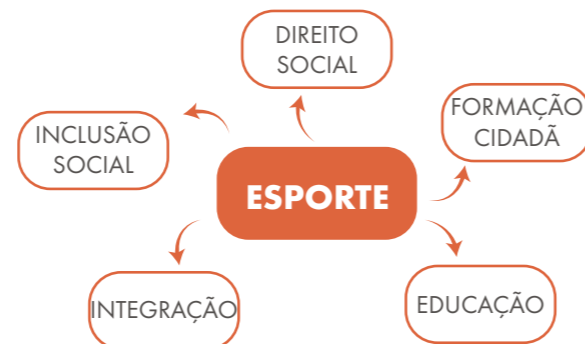 DIREITO
SOCIAL
FORMAÇÃO
CIDADÃ
INCLUSÃO
SOCIAL
ESPORTE
INTEGRAÇÃO
EDUCAÇÃO